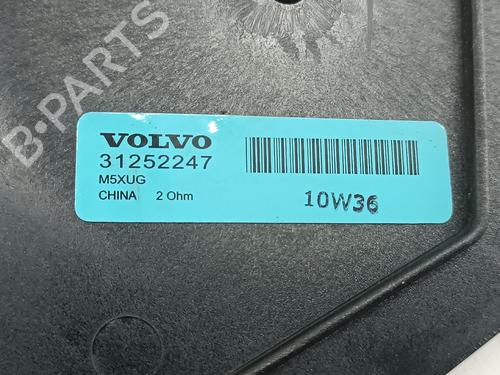 B-PARTS
VOLVO
31252247
M5XUG
CHINA 2 Ohm
10W36